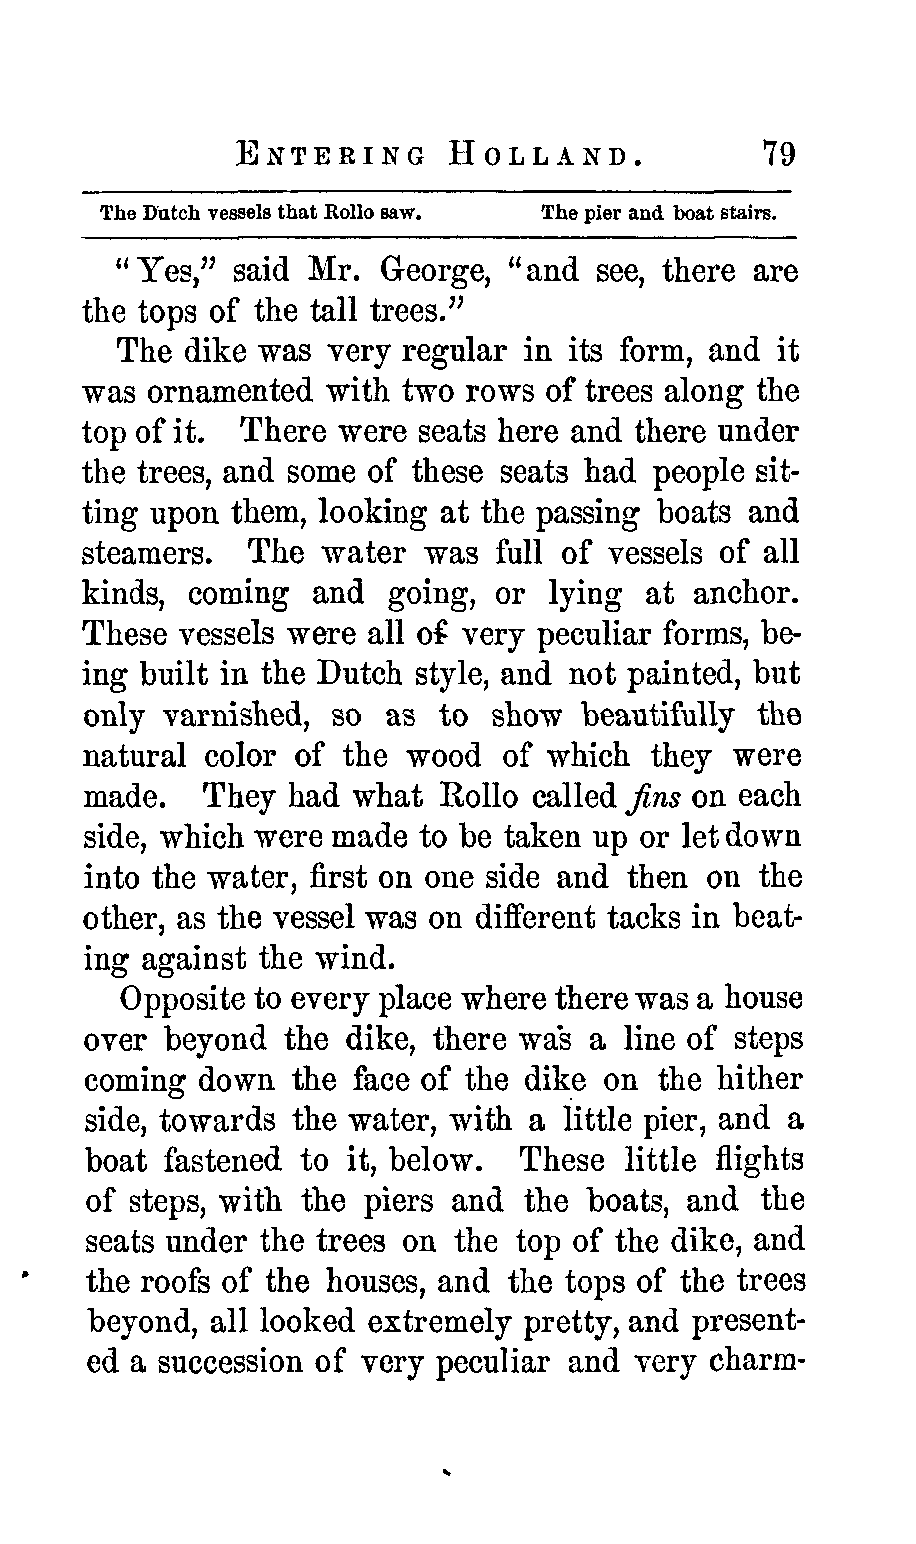 ENTERING HOLLAND. 79
The Dutch vessels that Rollo saw. The pier and boat stairs.
"Yes," said Mr. George, "and see, there are
the tops of the tall trees."
The dike was very regular in its form, and it
was ornamented with two rows of trees along the
top of it. There were seats here and there under
the trees, and some of these seats had people sit-
ting upon them, looking at the passing boats and
steamers. The water was full of vessels of all
kinds, coming and going, or lying at anchor.
These vessels were all of very peculiar forms, be-
ing built in the Dutch style, and not painted, but
only varnished, so as to show beautifully the
natural color of the wood of which they were
made. They had what Rollo called fins on each
side, which were made to be taken up or let down
into the water, first on one side and then on the
other, as the vessel was on different tacks in beat-
ing against the wind.
Opposite to every place where there was a house
over beyond the dike, there was a line of steps
coming down the face of the dike on the hither
side, towards the water, with a little pier, and a
boat fastened to it, below. These little flights
of steps, with the piers and the boats, and the
seats under the trees on the top of the dike, and
the roofs of the houses, and the tops of the trees
beyond, all looked extremely pretty, and present-
ed a succession of very peculiar and very charm-